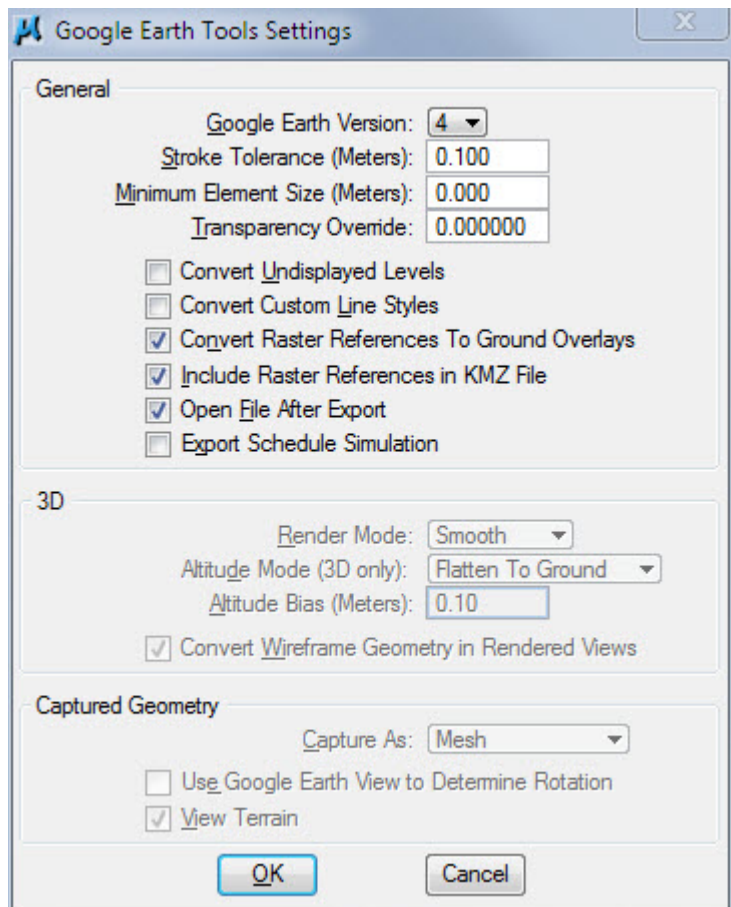 Google Earth Tools Settings
General
Google Earth Version: 4
Stroke Tolerance (Meters): 0.100
Minimum Element Size (Meters): 0.000
Transparency Override: 0.000000
Convert Undisplayed Levels
Convert Custom Line Styles
Convert Raster References To Ground Overlays
Include Raster References in KMZ File
Open File After Export
Export Schedule Simulation
3D
Render Mode: Smooth
Altitude Mode (3D only): Flatten To Ground
Altitude Bias (Meters): 0.10
Convert Wireframe Geometry in Rendered Views
Captured Geometry
Capture As: Mesh
Use Google Earth View to Determine Rotation
View Terrain
OK Cancel